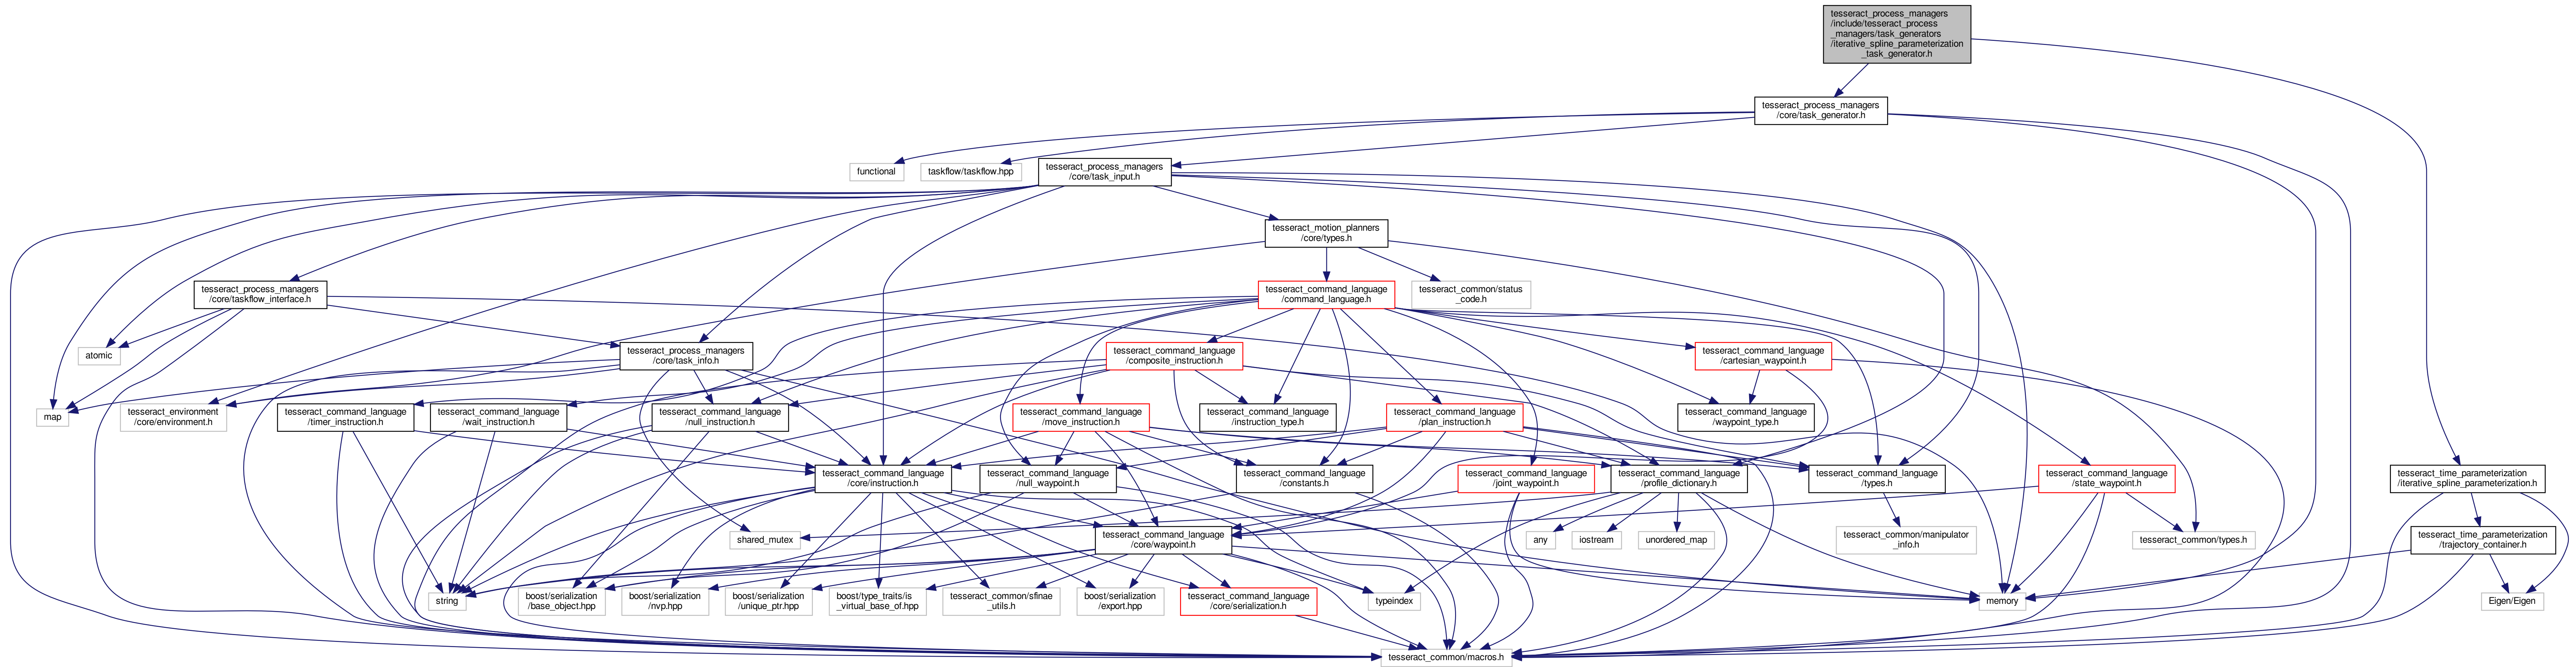 tesseract_process_managers
/include/tesseract_process
_managers/task_generators
/iterative_spline_parameterization
_task_generator.h
tesseract_process_managers
/core/task_generator.h
functional
taskflow/taskflow.hpp
tesseract_process_managers
/core/task_input.h
tesseract_motion_planners
/core/types.h
tesseract_process_managers
/core/taskflow_interface.h
tesseract_command_language
/command_language.h
tesseract_common/status
_code.h
atomic
tesseract_process_managers
/core/task_info.h
tesseract_command_language
/composite_instruction.h
tesseract_command_language
/cartesian_waypoint.h
map
tesseract_environment
/core/environment.h
tesseract_command_language
/timer_instruction.h
tesseract_command_language
/wait_instruction.h
tesseract_command_language
/null_instruction.h
tesseract_command_language
/move_instruction.h
tesseract_command_language
/instruction_type.h
tesseract_command_language
/plan_instruction.h
tesseract_command_language
/waypoint_type.h
tesseract_command_language
/core/instruction.h
tesseract_command_language
/null_waypoint.h
tesseract_command_language
/constants.h
tesseract_command_language
/joint_waypoint.h
tesseract_command_language
/profile_dictionary.h
tesseract_command_language
/types.h
tesseract_command_language
/state_waypoint.h
tesseract_time_parameterization
/iterative_spline_parameterization.h
shared_mutex
tesseract_command_language
/core/waypoint.h
any
iostream
unordered_map
tesseract_common/manipulator
_info.h
tesseract_common/types.h
tesseract_time_parameterization
/trajectory_container.h
string
boost/serialization
/base_object.hpp
boost/serialization
/nvp.hpp
boost/serialization
/unique_ptr.hpp
boost/type_traits/is
_virtual_base_of.hpp
tesseract_common/sfinae
_utils.h
boost/serialization
/export.hpp
tesseract_command_language
/core/serialization.h
typeindex
memory
Eigen/Eigen
tesseract_common/macros.h